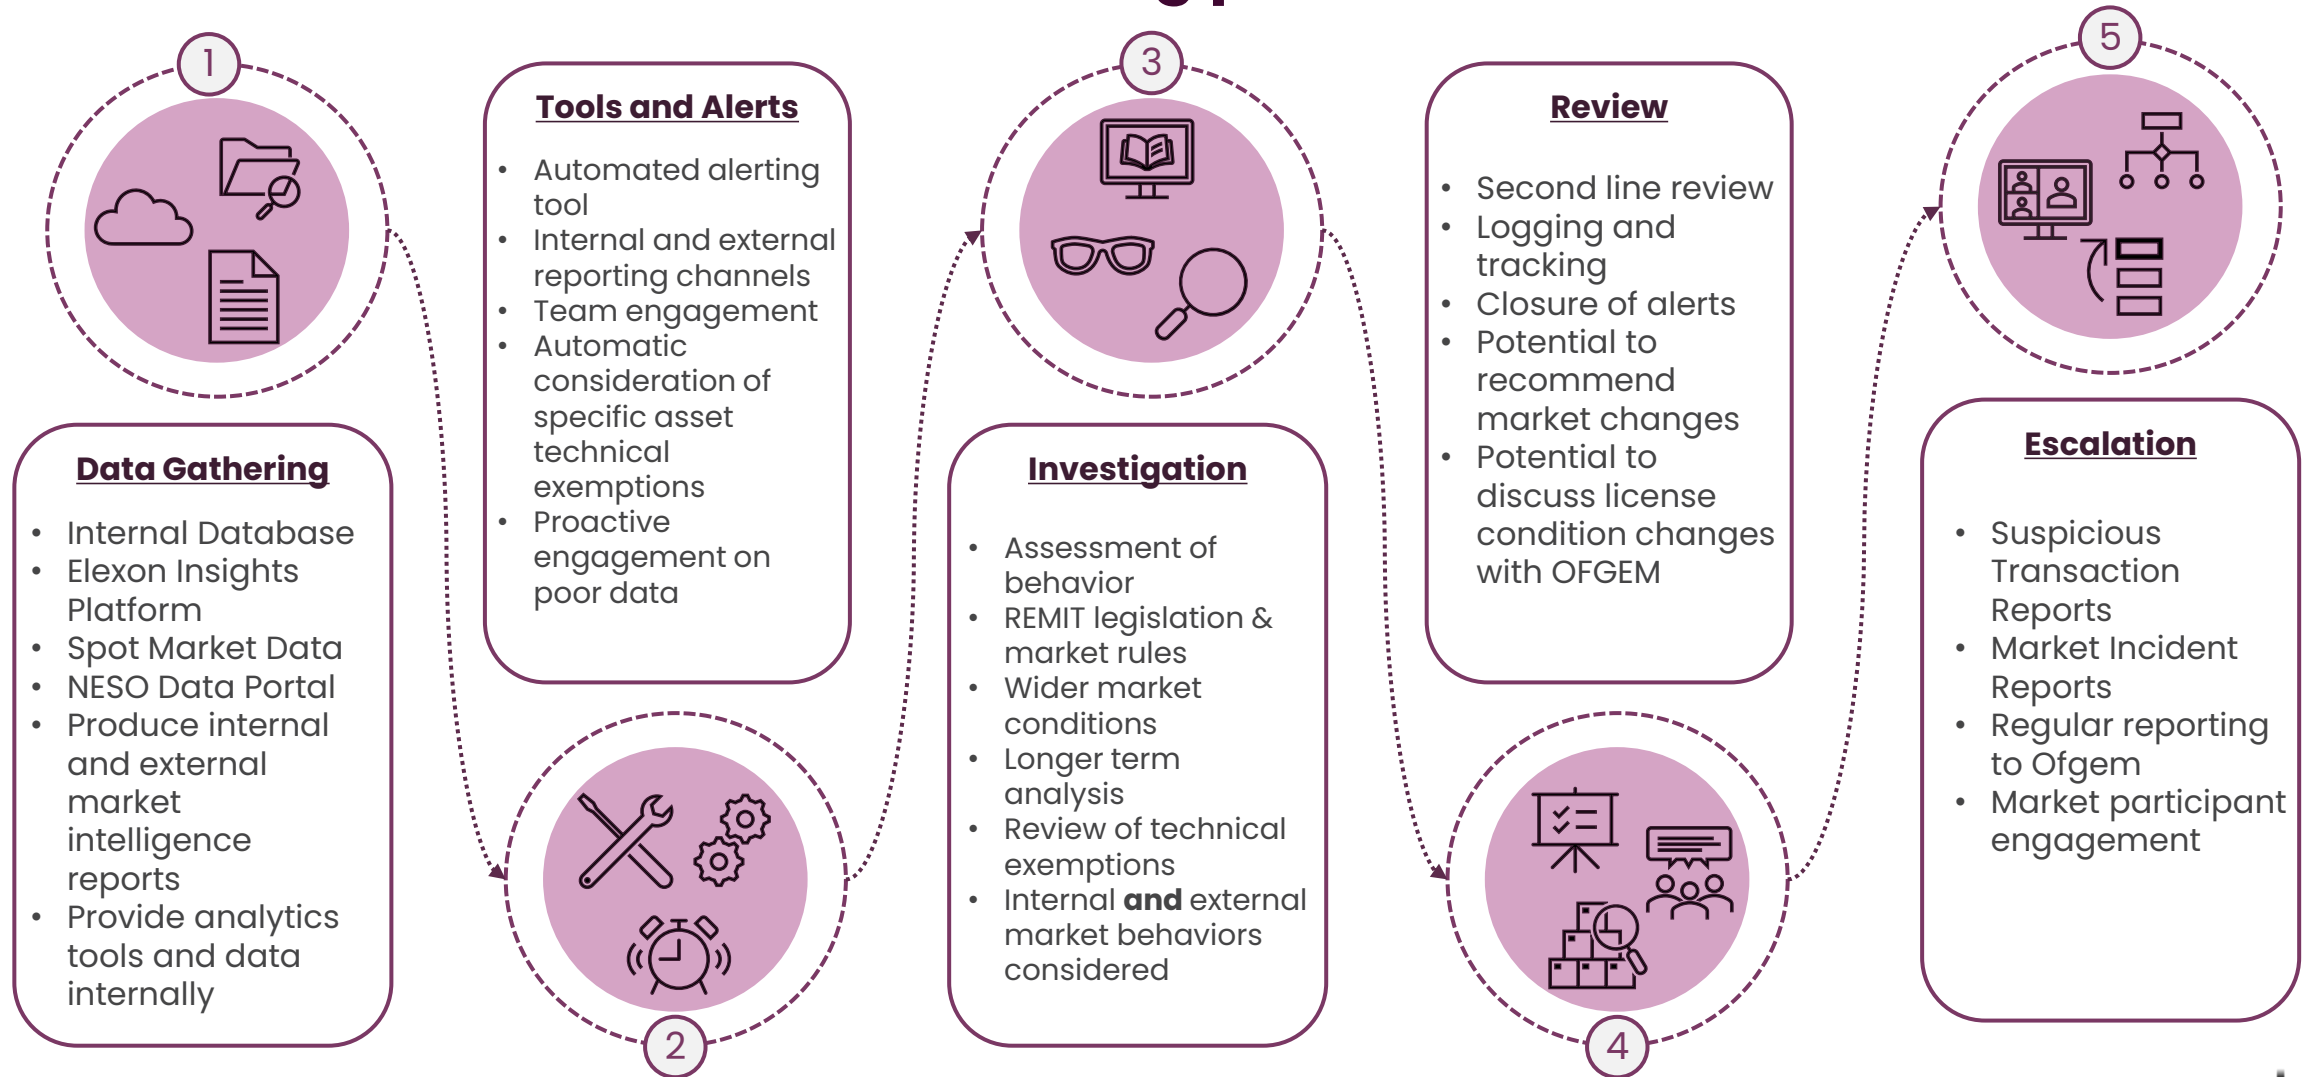 1
Data Gathering
• Internal Database
• Elexon Insights
Platform
• Spot Market Data
• NESO Data Portal
• Produce internal
and external
market
intelligence
reports
• Provide analytics
tools and data
internally
Tools and Alerts
• Automated alerting
tool
• Internal and external
reporting channels
• Team engagement
• Automatic
consideration of
specific asset
technical
exemptions
• Proactive
engagement on
poor data
2
3
Investigation
• Assessment of
behavior
• REMIT legislation &
market rules
• Wider market
conditions
• Longer term
analysis
• Review of technical
exemptions
• Internal and external
market behaviors
considered
Review
• Second line review
• Logging and
tracking
• Closure of alerts
• Potential to
recommend
market changes
• Potential to
discuss license
condition changes
with OFGEM
4
5
Escalation
• Suspicious
Transaction
Reports
• Market Incident
Reports
• Regular reporting
to Ofgem
• Market participant
engagement